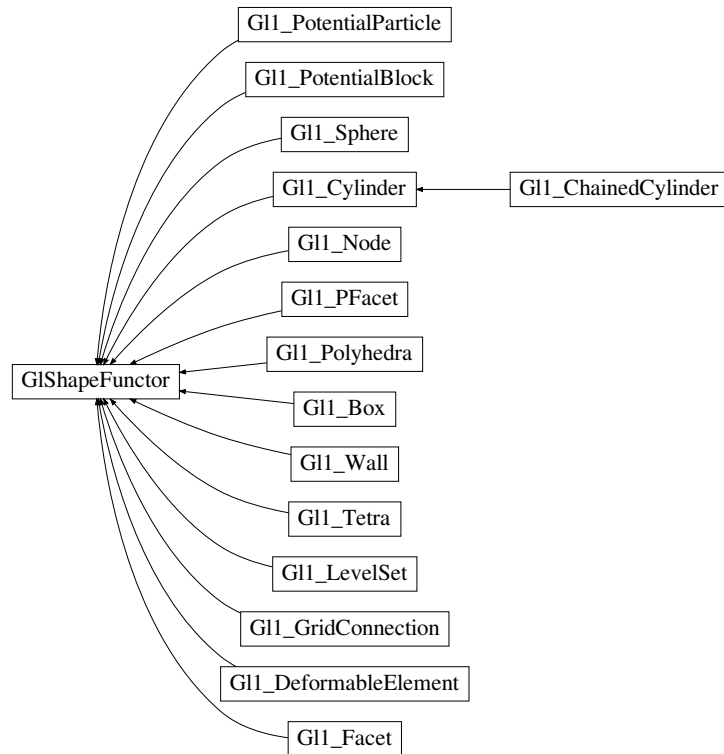 Gl1_PotentialParticle
Gl1_PotentialBlock
Gl1_Sphere
Gl1_Cylinder
Gl1_ChainedCylinder
Gl1_Node
Gl1_PFacet
Gl1_Polyhedra
GlShapeFunctor
Gl1_Box
Gl1_Wall
Gl1_Tetra
Gl1_LevelSet
Gl1_GridConnection
Gl1_DeformableElement
Gl1_Facet